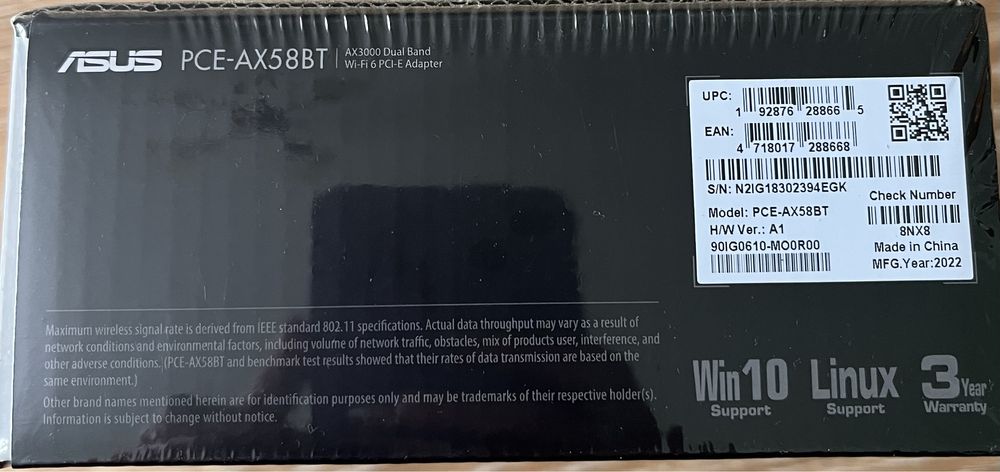 ASUS PCE-AX58BT
AX3000 Dual Band
Wi-Fi 6 PCI-E Adapter
UPC:
1 92876 28866 5
EAN:
4 718017 288668
S/N: N2IG18302394EGK
Check Number
Model: PCE-AX58BT
8NX8
H/W Ver.: A1
Made in China
90IG0610-MO0R00
MFG.Year:2022
Maximum wireless signal rate is derived from IEEE standard 802.11 specifications. Actual data throughput may vary as a result of
network conditions and environmental factors, including volume of network traffic, obstacles, mix of products user, interference, and
other adverse conditions. (PCE-AX58BT and benchmark test results showed that their rates of data transmission are based on the
same environment.)
Other brand names mentioned herein are for identification purposes only and may be trademarks of their respective holder(s).
Information is subject to change without notice.
Win10
Support
Linux
Support
3 Year
Warranty